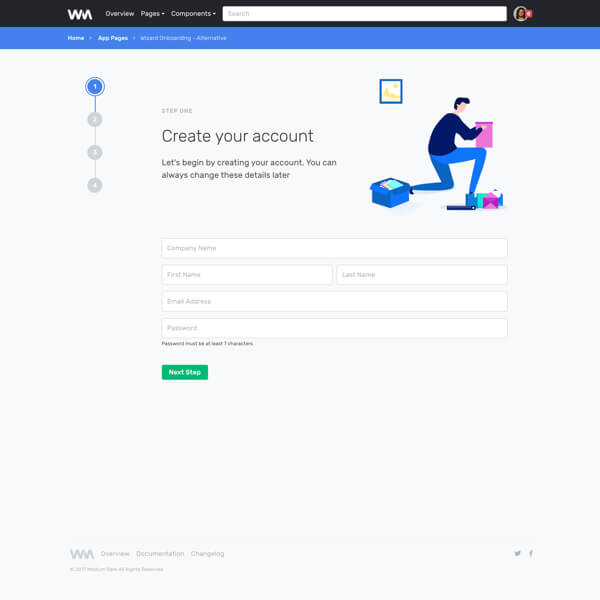 WM Overview Pages Components Search
Home App Pages Wizard Onboarding - Alternative
1
STEP ONE
2
Create your account
3
Let's begin by creating your account. You can
always change these details later
4
Company Name
First Name Last Name
Email Address
Password
Password must be at least 7 characters
Next Step
WM Overview Documentation Changelog
© 2017 Medium Rare All Rights Reserved